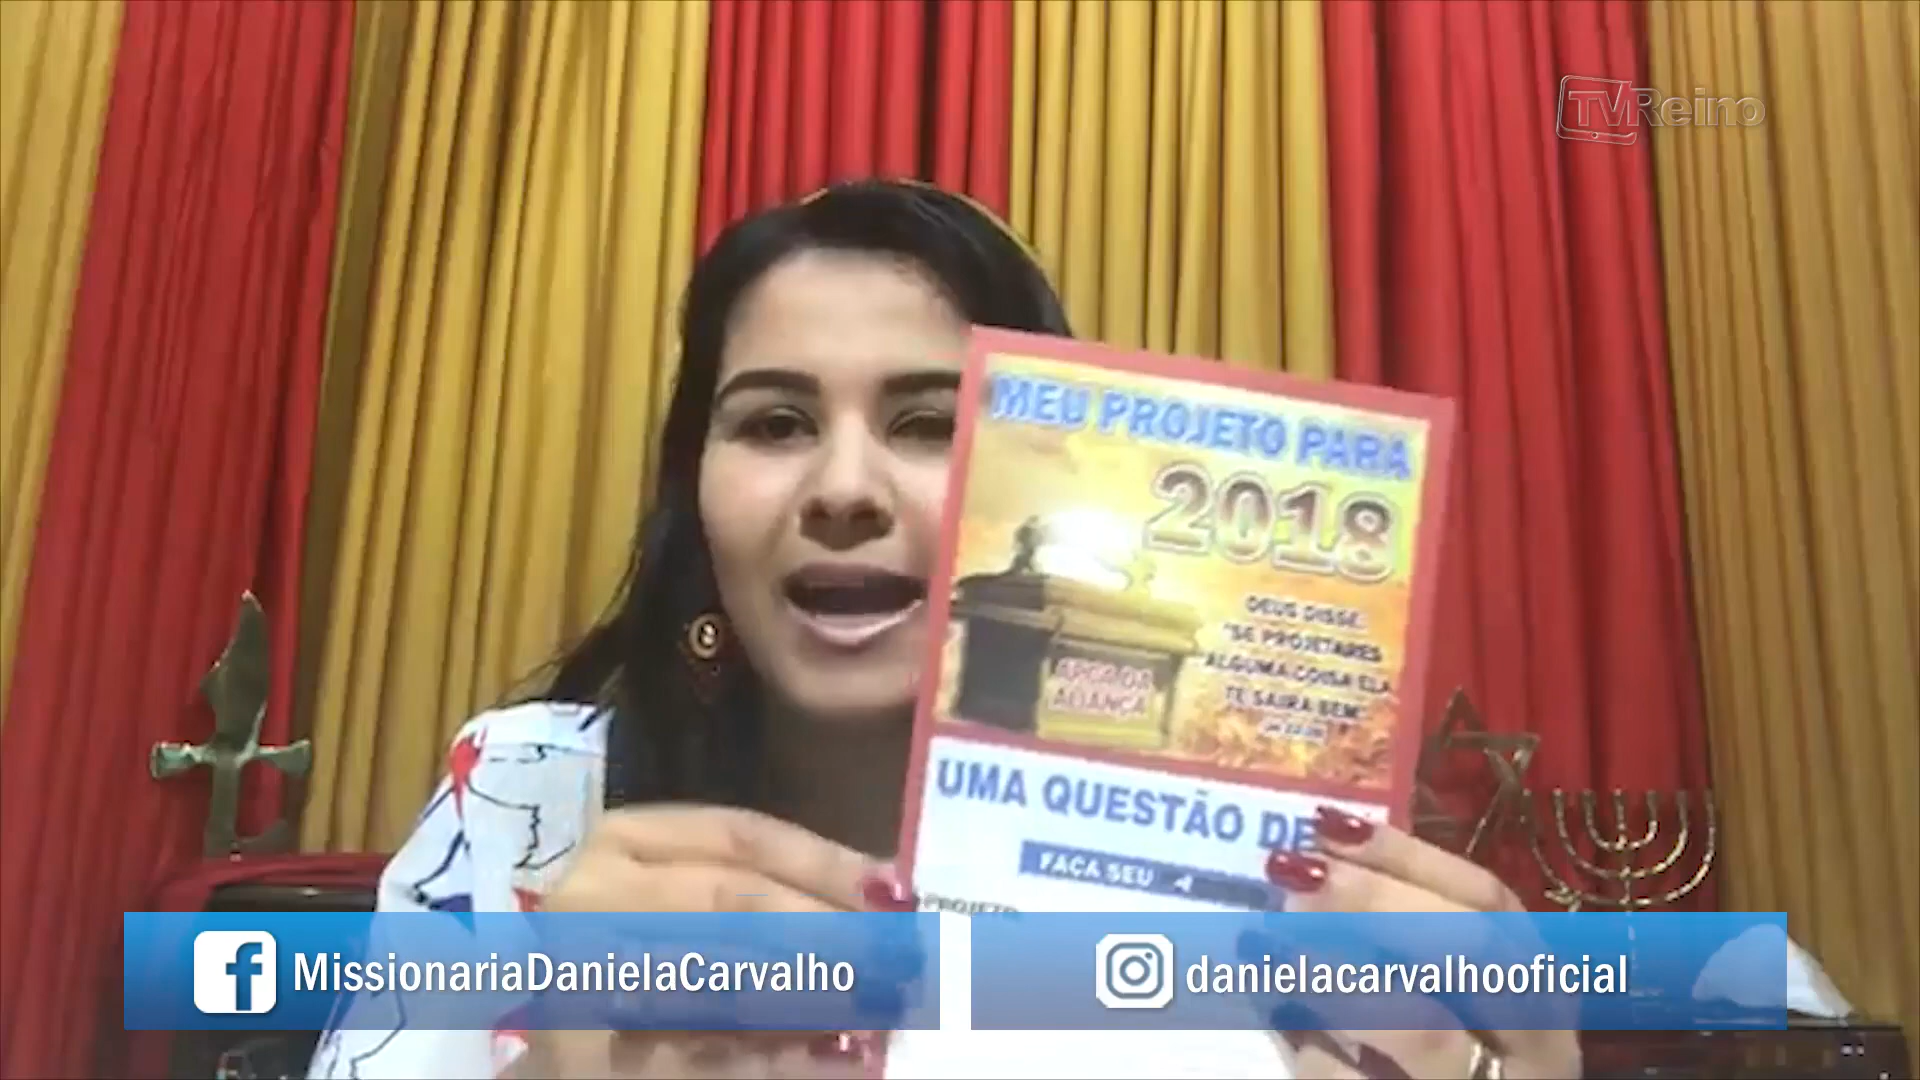 TVReino
MEU PROJETO PARA
2018
DEUS DISSE:
"SE PROJETARES
ALGUMA COISA ELA
TE SAIRÁ BEM"
ARCA DA
ALIANÇA
UMA QUESTÃO DE
FAÇA SEU
PROJETO
MissionariaDanielaCarvalho
danielacarvalhooficial